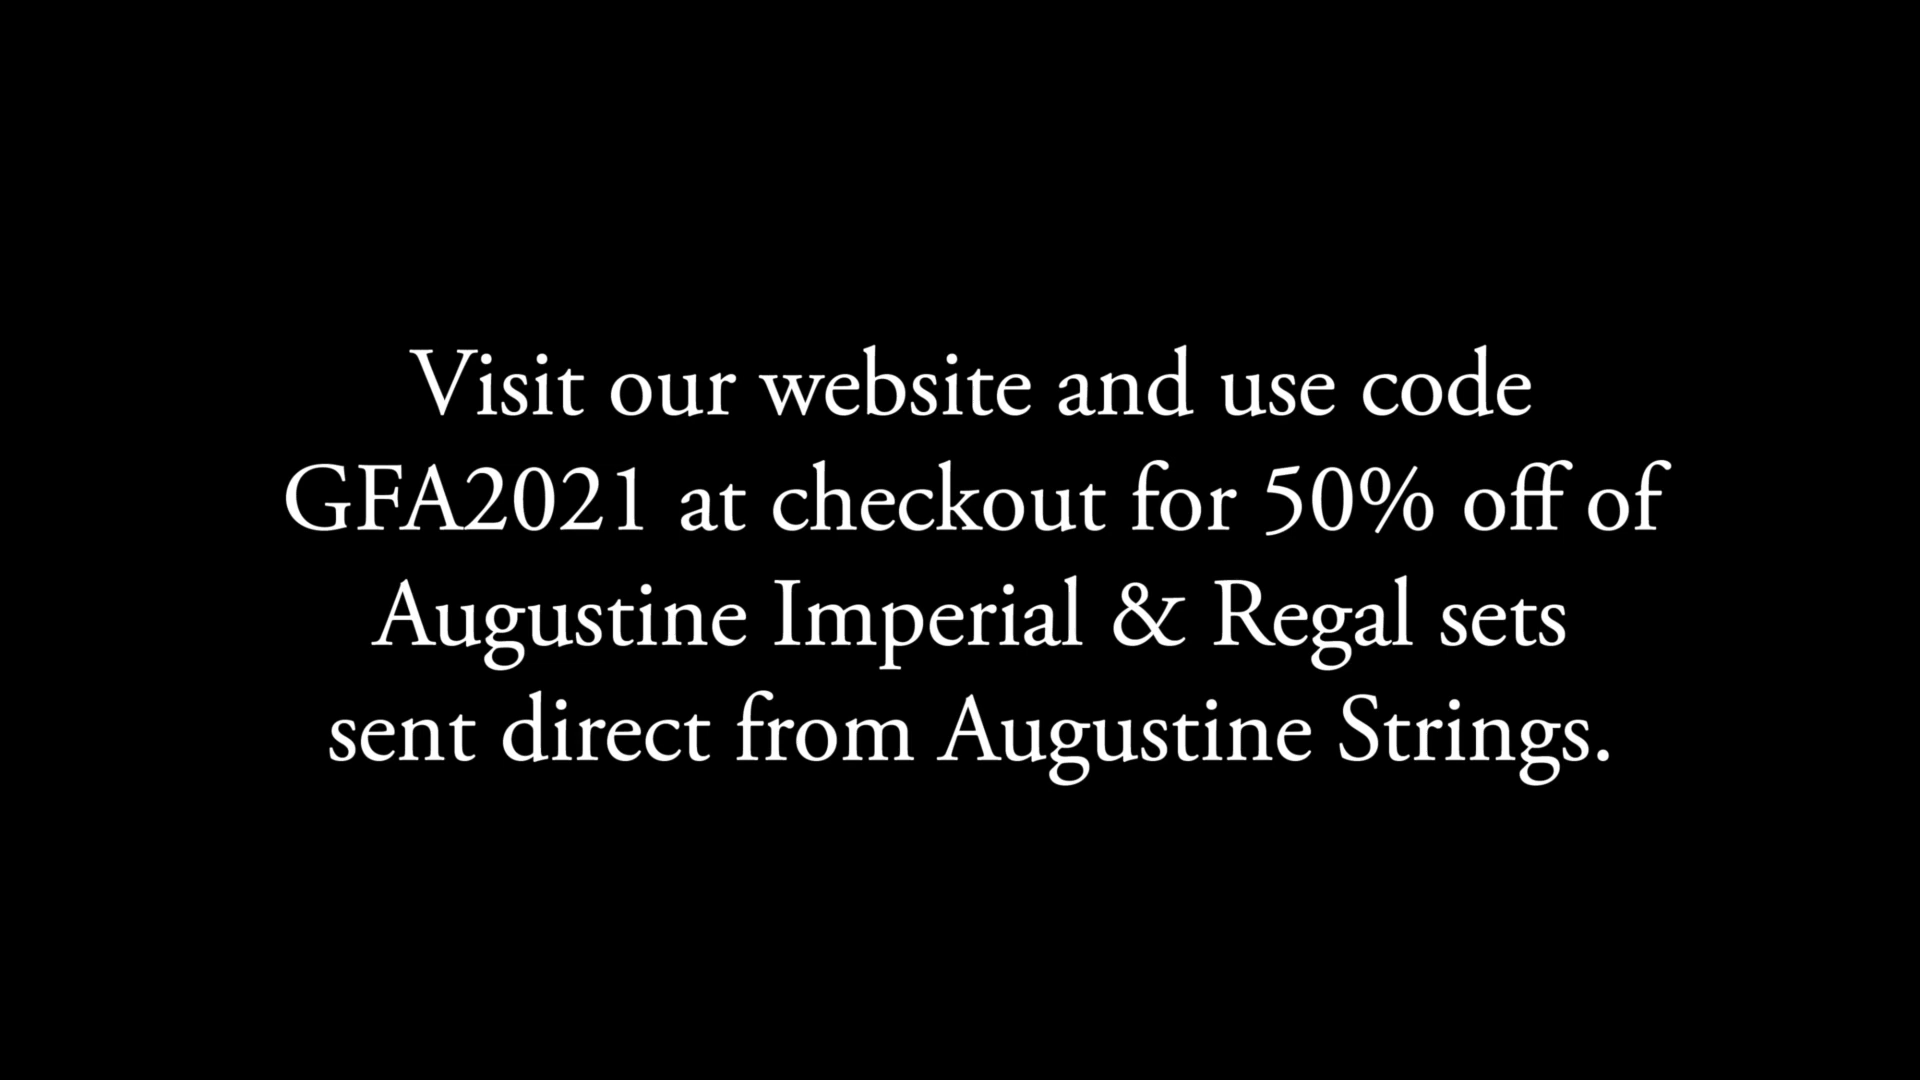 Visit our website and use code
GFA2021 at checkout for 50% off of
Augustine Imperial & Regal sets
sent direct from Augustine Strings.